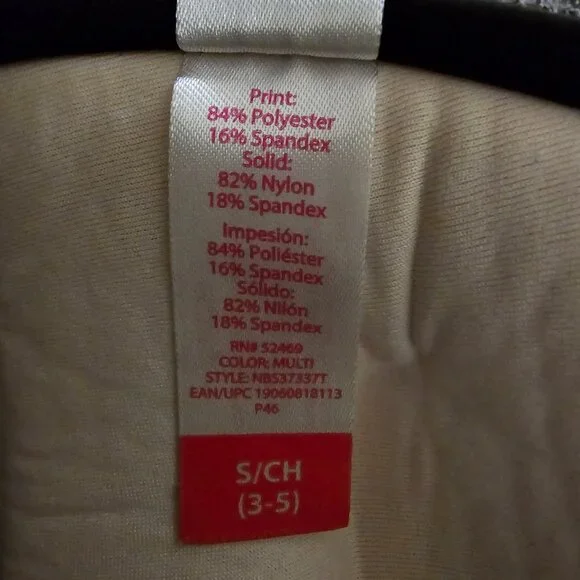 Print:
84% Polyester
16% Spandex
Solid:
82% Nylon
18% Spandex
Impesión:
84% Poliéster
16% Spandex
Sólido:
82% Nilón
18% Spandex
RN# 52469
COLOR: MULTI
STYLE: NBS37337T
EAN/UPC 19060818113
P46
S/CH
(3-5)